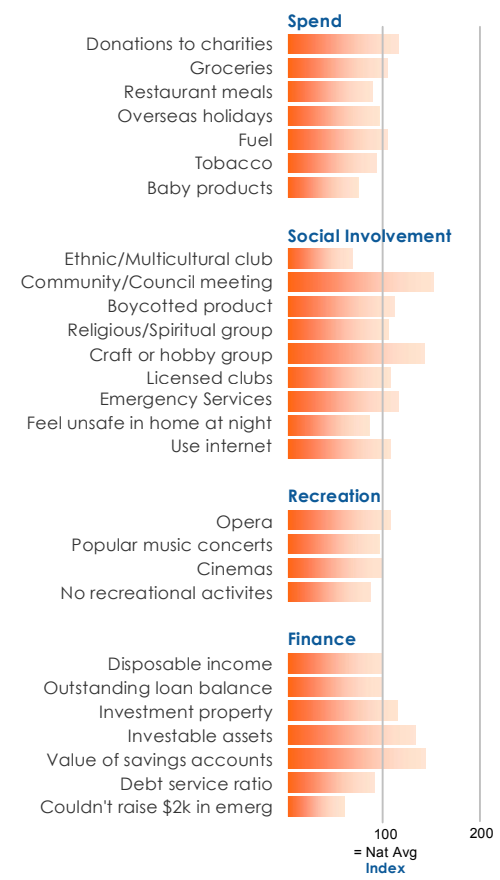 Spend
Donations to charities
Groceries
Restaurant meals
Overseas holidays
Fuel
Tobacco
Baby products
Social Involvement
Ethnic/Multicultural club
Community/Council meeting
Boycotted product
Religious/Spiritual group
Craft or hobby group
Licensed clubs
Emergency Services
Feel unsafe in home at night
Use internet
Recreation
Opera
Popular music concerts
Cinemas
No recreational activites
Finance
Disposable income
Outstanding loan balance
Investment property
Investable assets
Value of savings accounts
Debt service ratio
Couldn't raise $2k in emerg
100 200
= Nat Avg
Index